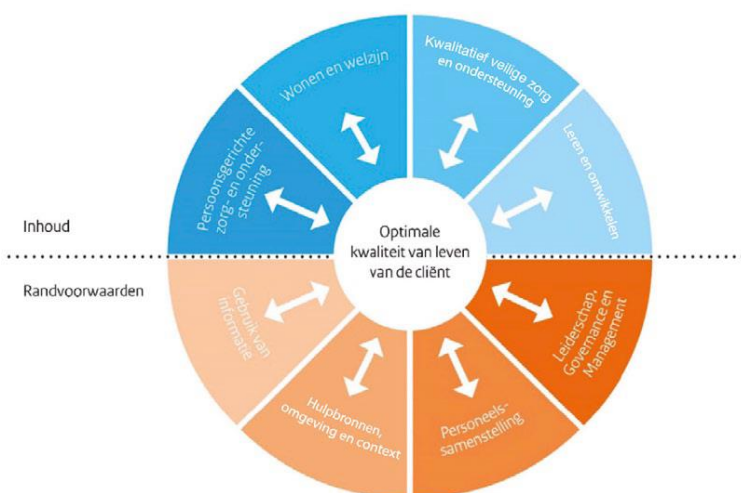 Wonen en welzijn
Kwalitatief veilige zorg
en ondersteuning
Persoonsgerichte
zorg- en onder-
steuning
Leren en ontwikkelen
Inhoud
Optimale
kwaliteit van leven
van de cliënt
Randvoorwaarden
Gebruik van
informatie
Leiderschap,
Governance en
Management
Hulpbronnen,
omgeving en context
Personeels-
samenstelling